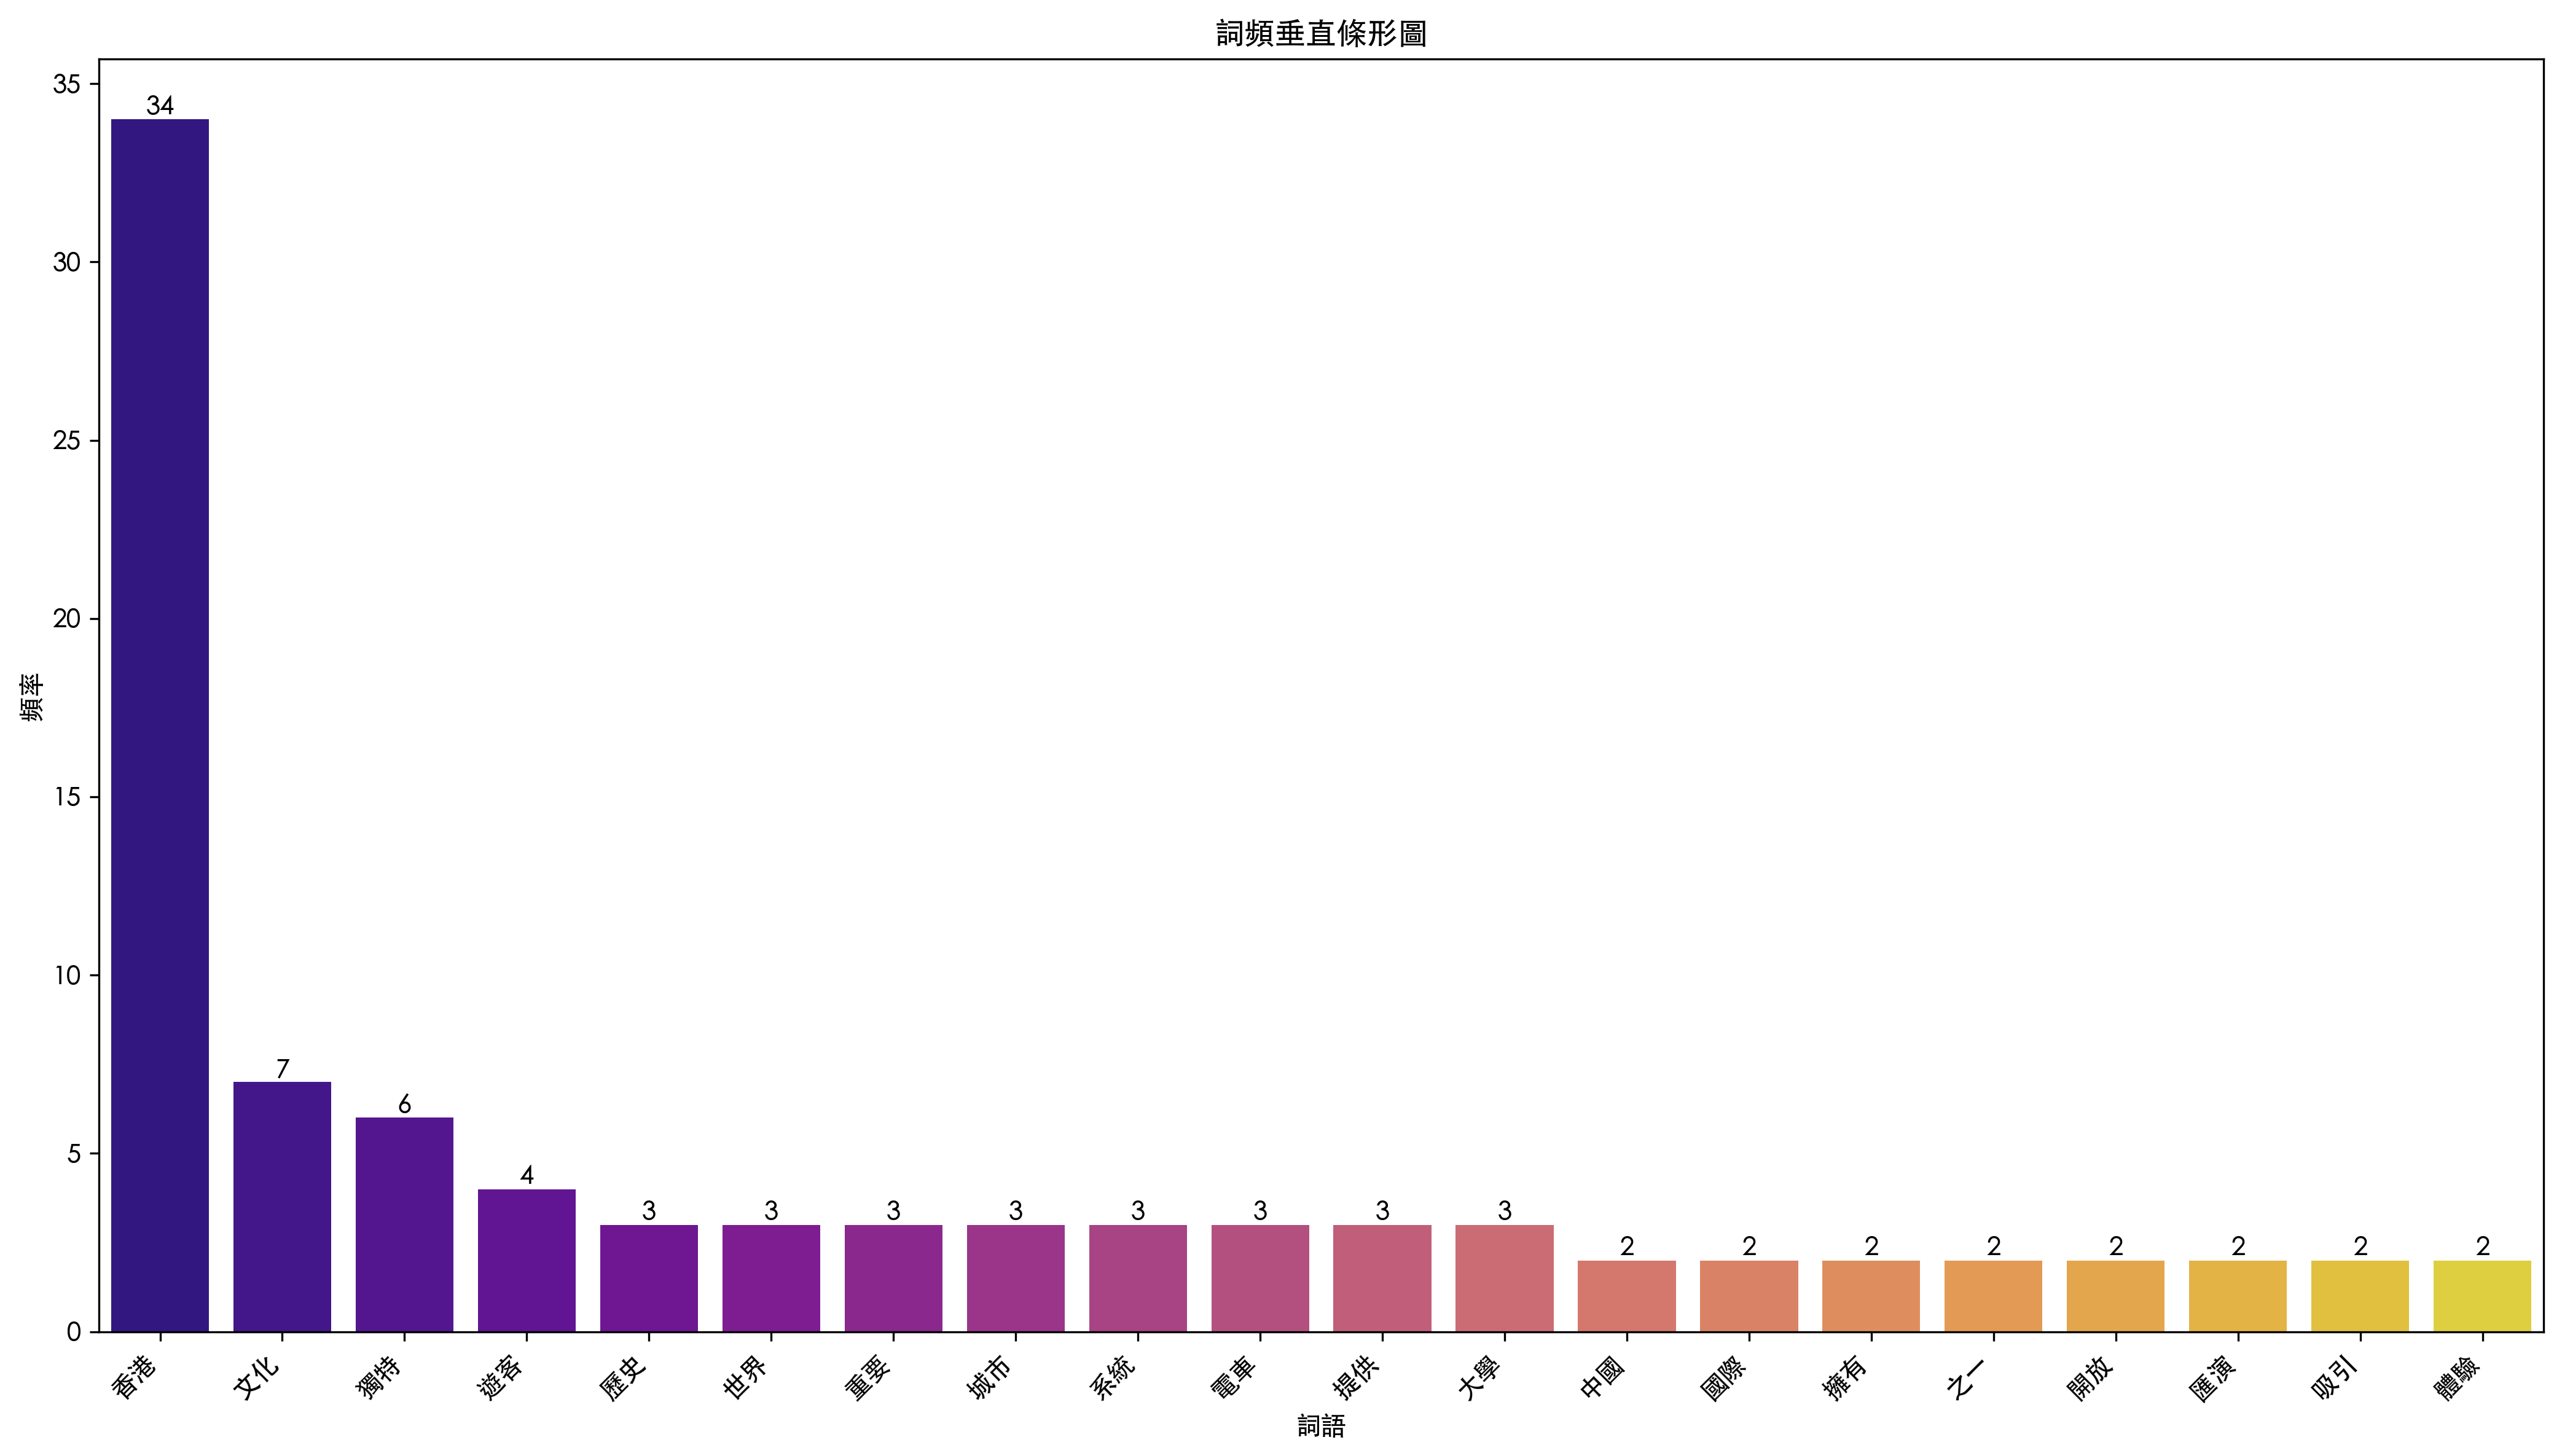 詞頻垂直條形圖
頻率
35
30
25
20
15
10
5
0
34
7
6
4
3
3
3
3
3
3
3
3
2
2
2
2
2
2
2
2
香港
文化
獨特
遊客
歷史
世界
重要
城市
系統
電車
提供
大學
中國
國際
擁有
之一
開放
匯演
吸引
體驗
詞語